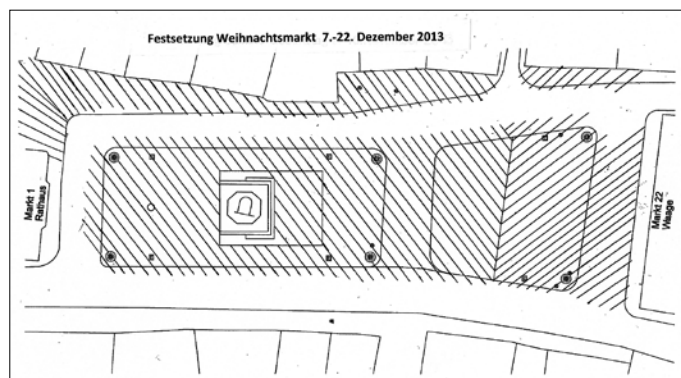 Festsetzung Weihnachtsmarkt 7.-22. Dezember 2013
Markt 1
Rathaus
Markt 22
Waage